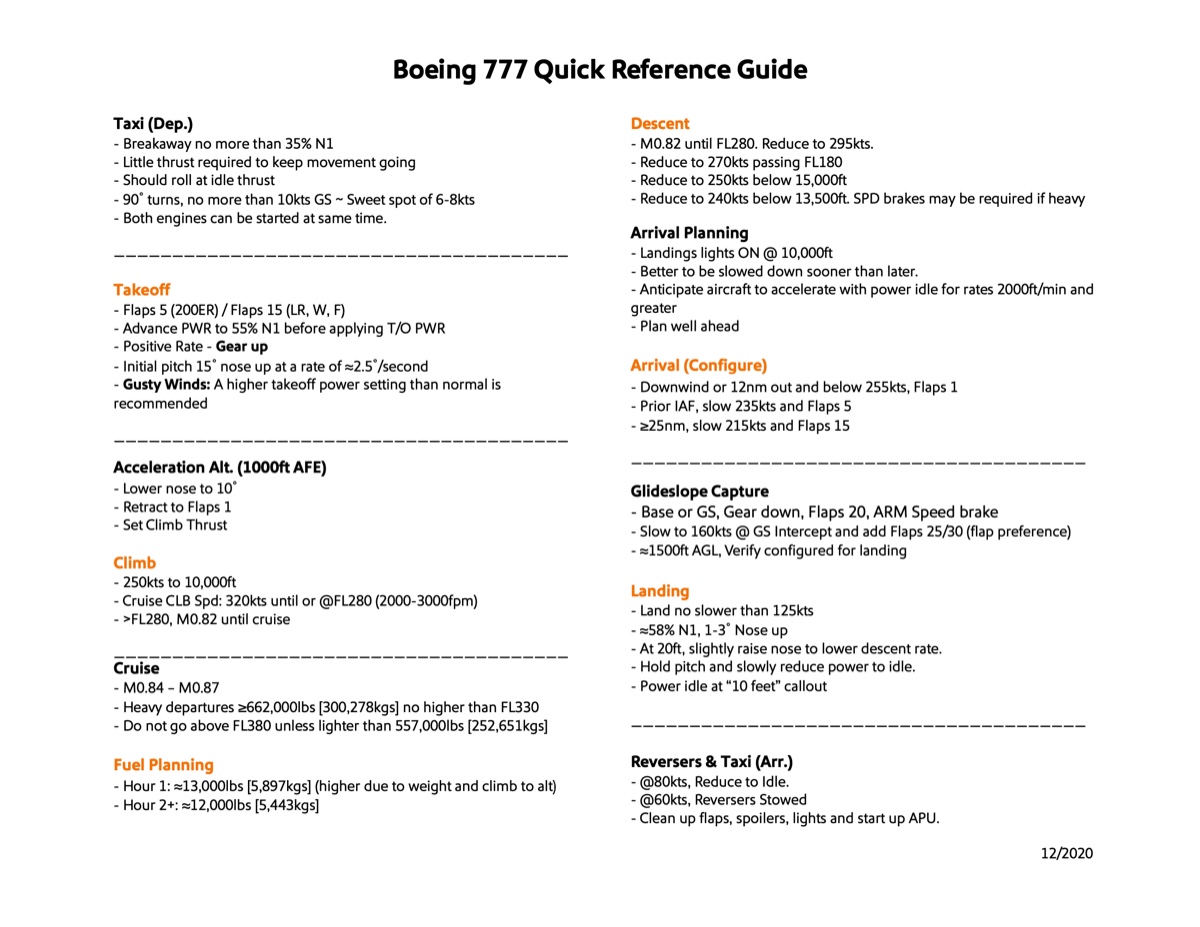 Boeing 777 Quick Reference Guide
Taxi (Dep.)
- Breakaway no more than 35% N1
- Little thrust required to keep movement going
- Should roll at idle thrust
- 90˚ turns, no more than 10kts GS ~ Sweet spot of 6-8kts
- Both engines can be started at same time.
_______________________________________
Takeoff
- Flaps 5 (200ER) / Flaps 15 (LR, W, F)
- Advance PWR to 55% N1 before applying T/O PWR
- Positive Rate - Gear up
- Initial pitch 15˚ nose up at a rate of ≈2.5˚/second
- Gusty Winds: A higher takeoff power setting than normal is
recommended
_______________________________________
Acceleration Alt. (1000ft AFE)
- Lower nose to 10˚
- Retract to Flaps 1
- Set Climb Thrust
Climb
- 250kts to 10,000ft
- Cruise CLB Spd: 320kts until or @FL280 (2000-3000fpm)
- >FL280, M0.82 until cruise
_______________________________________
Cruise
- M0.84 – M0.87
- Heavy departures ≥662,000lbs [300,278kgs] no higher than FL330
- Do not go above FL380 unless lighter than 557,000lbs [252,651kgs]
Fuel Planning
- Hour 1: ≈13,000lbs [5,897kgs] (higher due to weight and climb to alt)
- Hour 2+: ≈12,000lbs [5,443kgs]
Descent
- M0.82 until FL280. Reduce to 295kts.
- Reduce to 270kts passing FL180
- Reduce to 250kts below 15,000ft
- Reduce to 240kts below 13,500ft. SPD brakes may be required if heavy
Arrival Planning
- Landings lights ON @ 10,000ft
- Better to be slowed down sooner than later.
- Anticipate aircraft to accelerate with power idle for rates 2000ft/min and
greater
- Plan well ahead
Arrival (Configure)
- Downwind or 12nm out and below 255kts, Flaps 1
- Prior IAF, slow 235kts and Flaps 5
- ≥25nm, slow 215kts and Flaps 15
_______________________________________
Glideslope Capture
- Base or GS, Gear down, Flaps 20, ARM Speed brake
- Slow to 160kts @ GS Intercept and add Flaps 25/30 (flap preference)
- ≈1500ft AGL, Verify configured for landing
Landing
- Land no slower than 125kts
- ≈58% N1, 1-3˚ Nose up
- At 20ft, slightly raise nose to lower descent rate.
- Hold pitch and slowly reduce power to idle.
- Power idle at “10 feet” callout
_______________________________________
Reversers & Taxi (Arr.)
- @80kts, Reduce to Idle.
- @60kts, Reversers Stowed
- Clean up flaps, spoilers, lights and start up APU.
12/2020